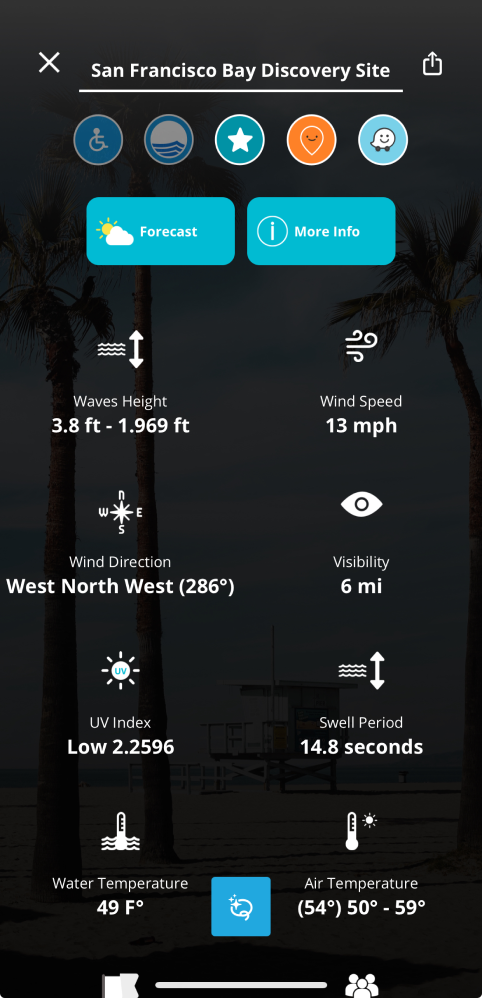 San Francisco Bay Discovery Site
Forecast
More Info
Waves Height
3.8 ft - 1.969 ft
Wind Speed
13 mph
n
W E
S
Wind Direction
West North West (286°)
Visibility
6 mi
UV
UV Index
Low 2.2596
Swell Period
14.8 seconds
Water Temperature
49 F°
Air Temperature
(54°) 50° - 59°